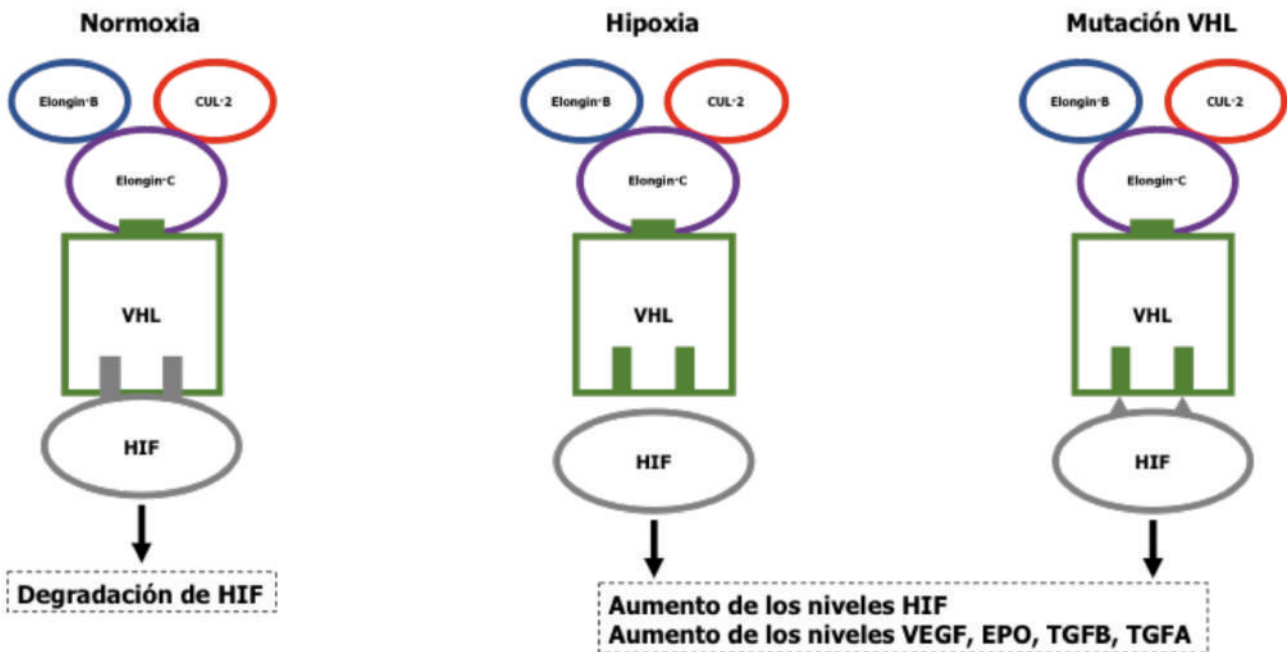 Normoxia
Elongin-B
CUL-2
Elongin-C
VHL
HIF
Degradación de HIF
Hipoxia
Elongin-B
CUL-2
Elongin-C
VHL
HIF
Mutación VHL
Elongin-B
CUL-2
Elongin-C
VHL
HIF
Aumento de los niveles HIF
Aumento de los niveles VEGF, EPO, TGFB, TGFA